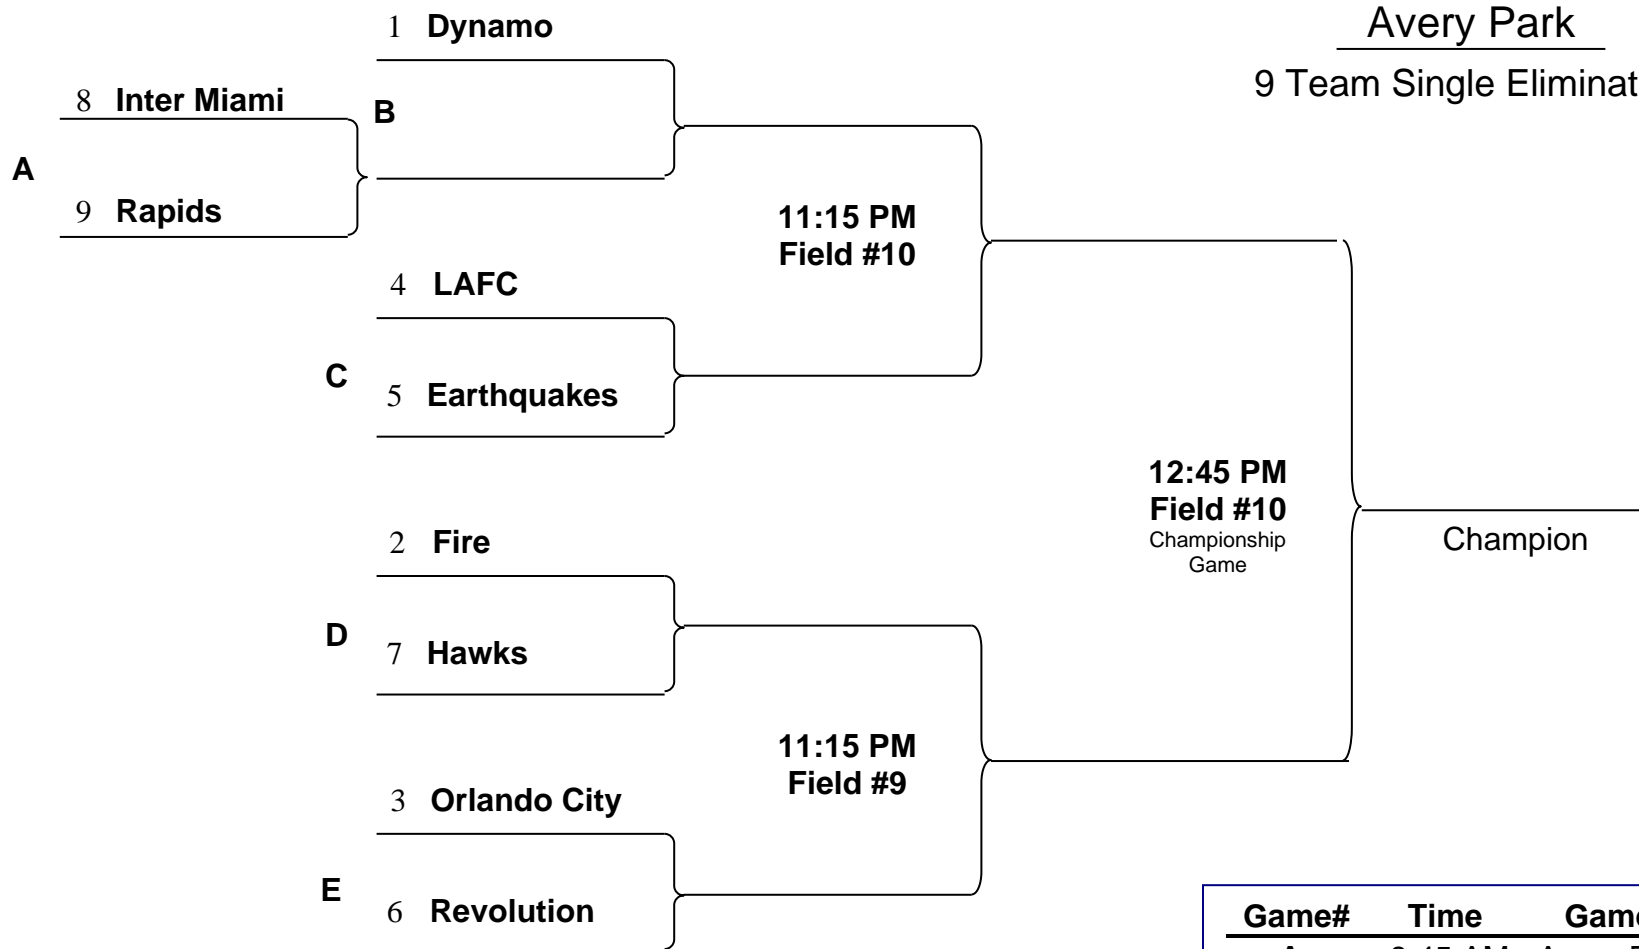 Avery Park
9 Team Single Eliminat
1 Dynamo
8 Inter Miami
B
A
9 Rapids
11:15 PM
Field #10
4 LAFC
C
5 Earthquakes
12:45 PM
Field #10
Championship
Game
Champion
2 Fire
D
7 Hawks
11:15 PM
Field #9
3 Orlando City
E
6 Revolution
Game# Time Game